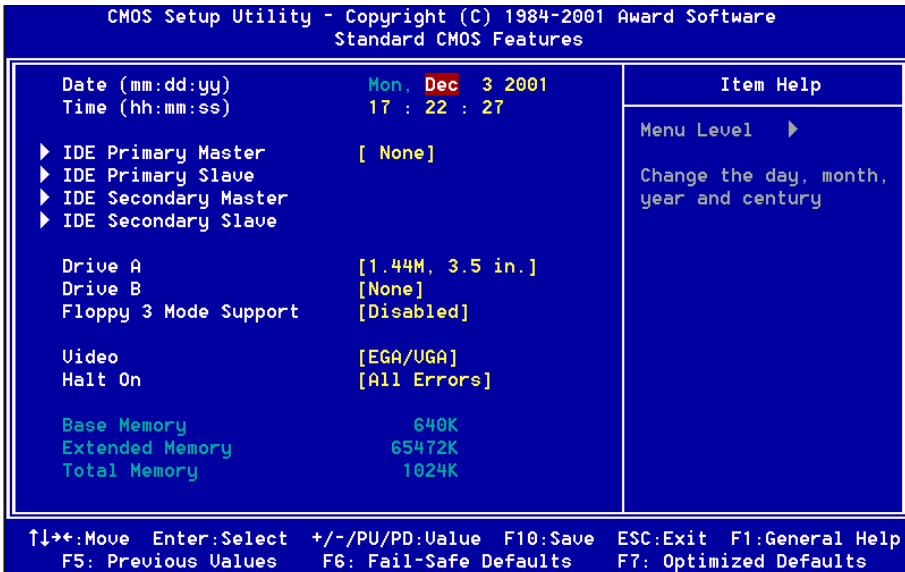 CMOS Setup Utility - Copyright (C) 1984-2001 Award Software
Standard CMOS Features
Date (mm:dd:yy) Mon, Dec 3 2001
Time (hh:mm:ss) 17 : 22 : 27
IDE Primary Master [ None]
IDE Primary Slave
IDE Secondary Master
IDE Secondary Slave
Drive A [1.44M, 3.5 in.]
Drive B [None]
Floppy 3 Mode Support [Disabled]
Video [EGA/VGA]
Halt On [All Errors]
Base Memory 640K
Extended Memory 65472K
Total Memory 1024K
Item Help
Menu Level
Change the day, month,
year and century
↑↓→←:Move Enter:Select +/-/PU/PD:Value F10:Save ESC:Exit F1:General Help
F5: Previous Values F6: Fail-Safe Defaults F7: Optimized Defaults